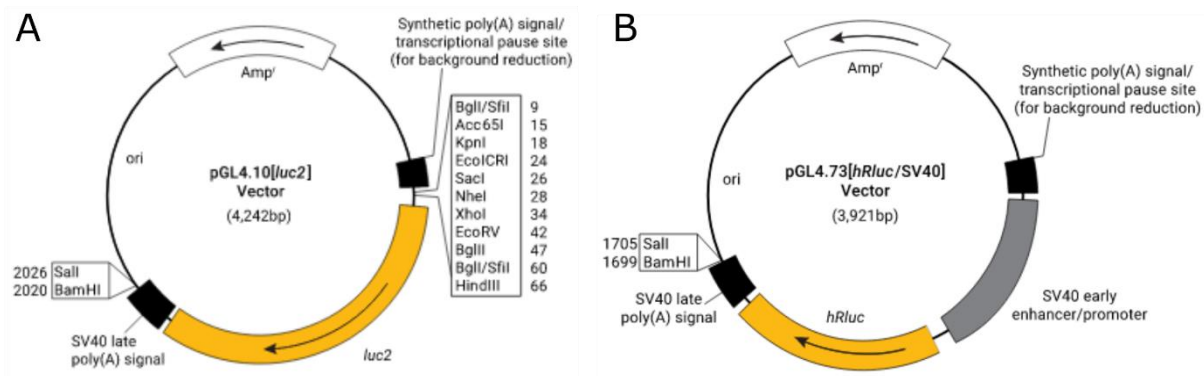 A
Synthetic poly(A) signal/
transcriptional pause site
(for background reduction)
Ampʳ
BglI/SfiI 9
Acc65I 15
KpnI 18
EcoICRI 24
SacI 26
NheI 28
XhoI 34
EcoRV 42
BglII 47
BglI/SfiI 60
HindIII 66
ori
pGL4.10[luc2]
Vector
(4,242bp)
2026 SalI
2020 BamHI
SV40 late
poly(A) signal
luc2
B
Ampʳ
Synthetic poly(A) signal/
transcriptional pause site
(for background reduction)
ori
pGL4.73[hRluc/SV40]
Vector
(3,921bp)
1705 SalI
1699 BamHI
SV40 late
poly(A) signal
hRluc
SV40 early
enhancer/promoter